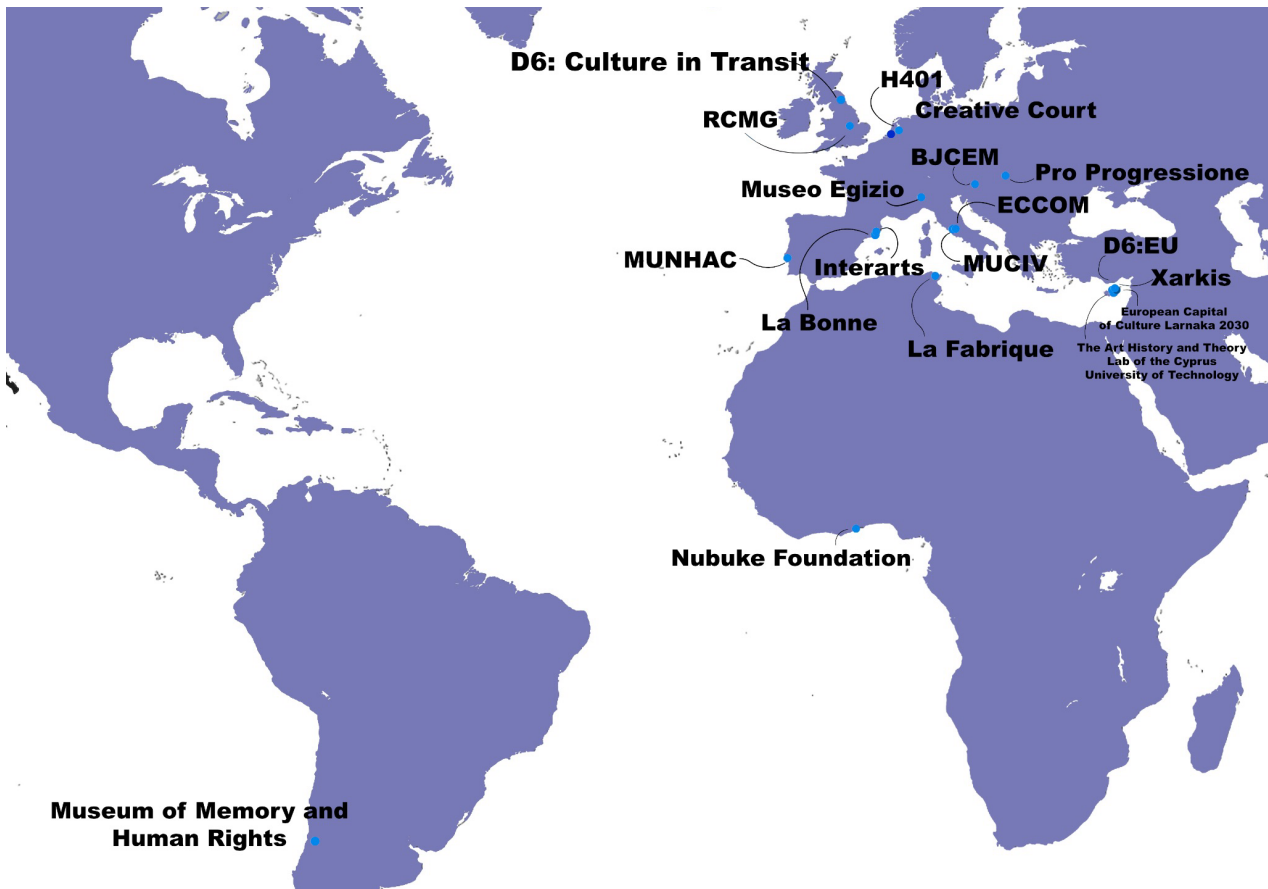 D6: Culture in Transit
H401
Creative Court
RCMG
BJCEM
Pro Progressione
Museo Egizio
ECCOM
D6:EU
MUNHAC
Interarts
MUCIV
Xarkis
European Capital
of Culture Larnaka 2030
La Bonne
La Fabrique
The Art History and Theory
Lab of the Cyprus
University of Technology
Nubuke Foundation
Museum of Memory and
Human Rights